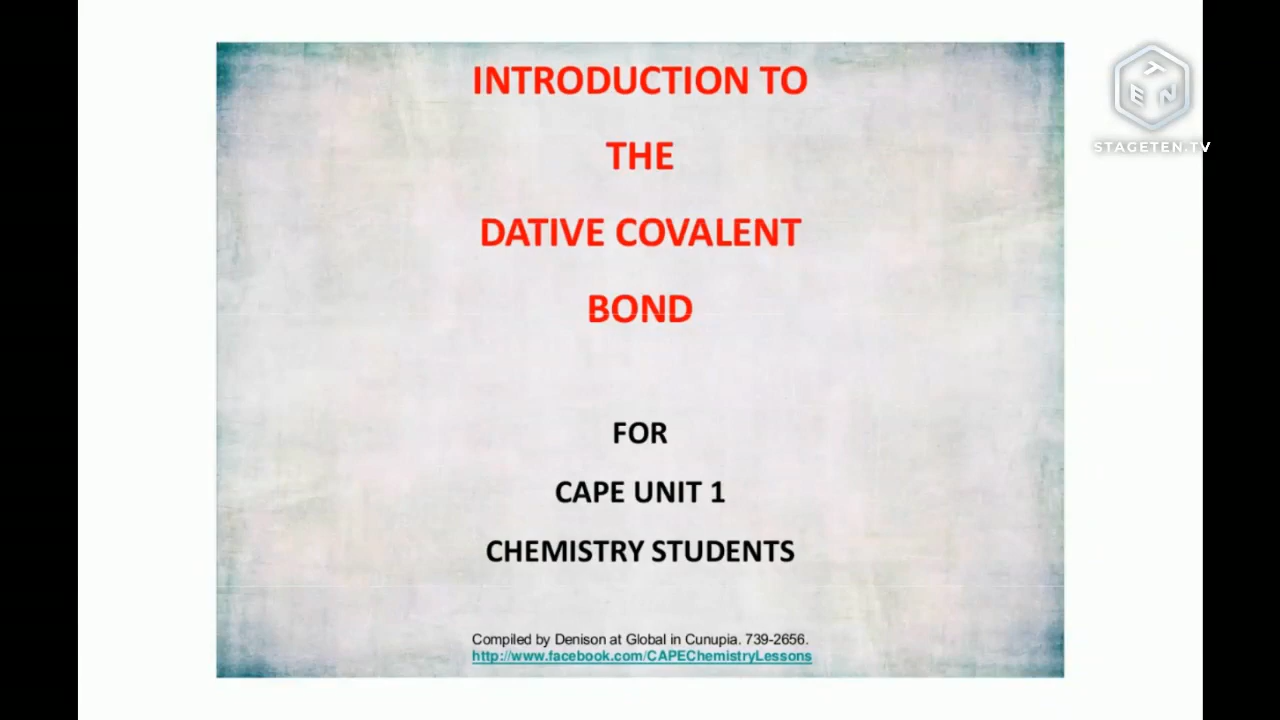 INTRODUCTION TO
THE
DATIVE COVALENT
BOND
FOR
CAPE UNIT 1
CHEMISTRY STUDENTS
Compiled by Denison at Global in Cunupia. 739-2656.
http://www.facebook.com/CAPEChemistryLessons
TEN
STAGETEN.TV